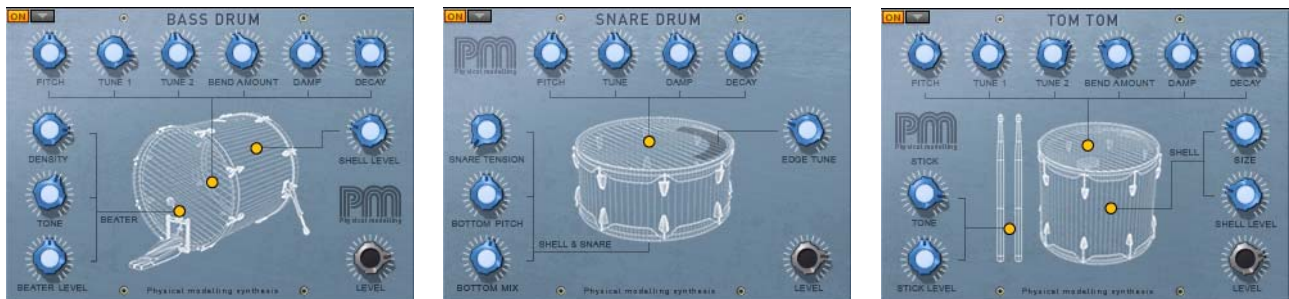 ON
BASS DRUM
PITCH TUNE 1 TUNE 2 BEND AMOUNT DAMP DECAY
DENSITY
SHELL LEVEL
TONE
BEATER
PM
Physical modelling
BEATER LEVEL
LEVEL
Physical modelling synthesis
ON
SNARE DRUM
PM
Physical modelling
PITCH TUNE DAMP DECAY
SNARE TENSION
EDGE TUNE
BOTTOM PITCH
SHELL & SNARE
BOTTOM MIX
LEVEL
Physical modelling synthesis
ON
TOM TOM
PITCH TUNE 1 TUNE 2 BEND AMOUNT DAMP DECAY
PM
Physical modelling
STICK
SHELL
SIZE
TONE
SHELL LEVEL
STICK LEVEL
LEVEL
Physical modelling synthesis